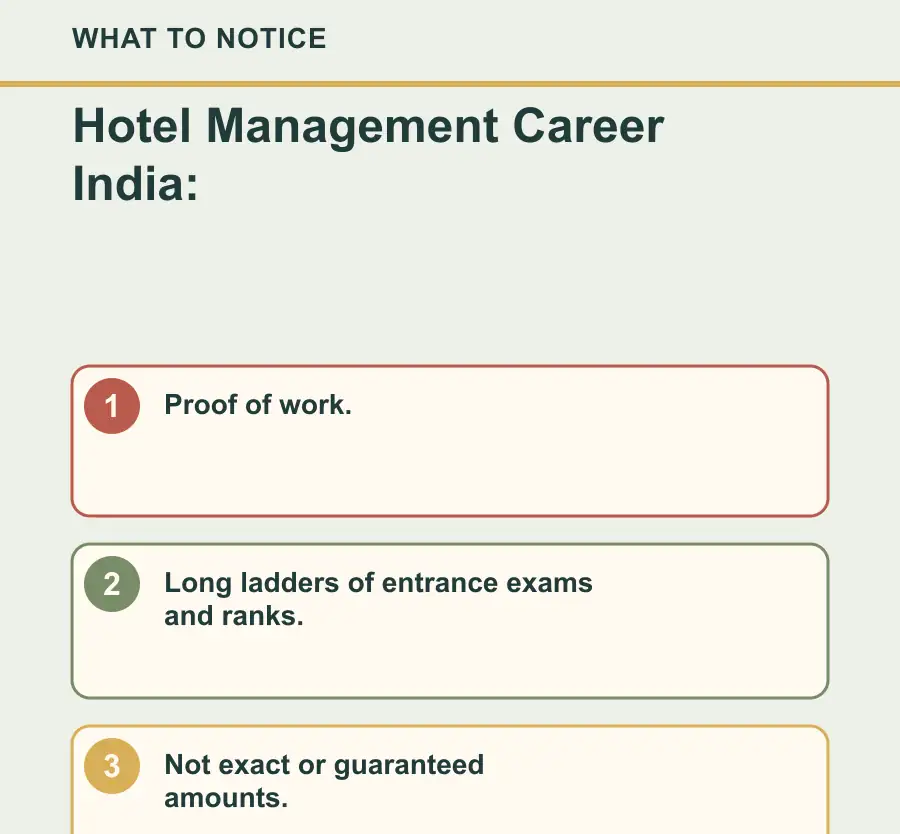 WHAT TO NOTICE
Hotel Management Career
India:
1
Proof of work.
2
Long ladders of entrance exams
and ranks.
3
Not exact or guaranteed
amounts.